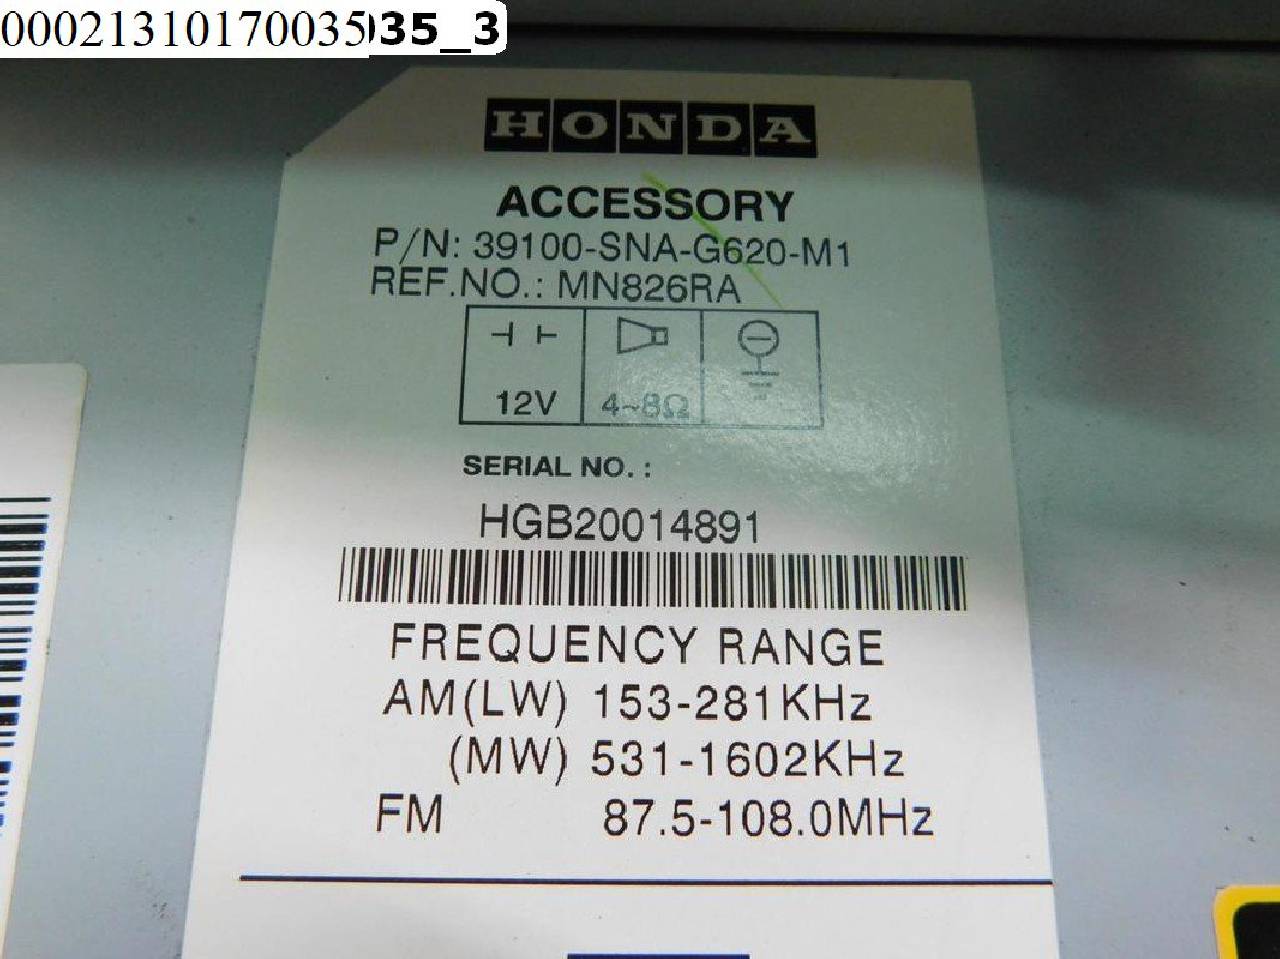 00021310170035035_3
HONDA
ACCESSORY
P/N: 39100-SNA-G620-M1
REF.NO.: MN826RA
12V 4~8Ω
SERIAL NO. :
HGB20014891
FREQUENCY RANGE
AM(LW) 153-281KHz
(MW) 531-1602KHz
FM 87.5-108.0MHz